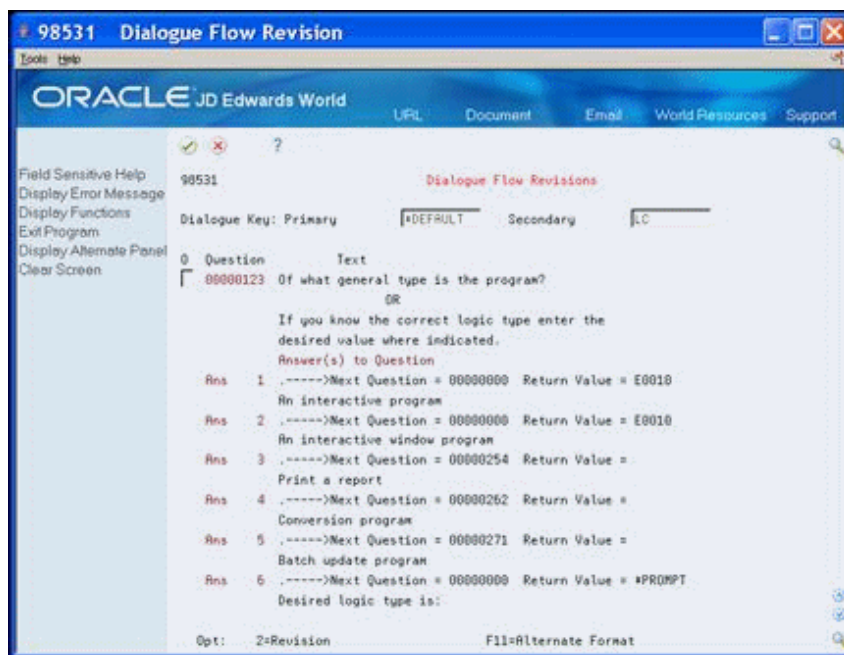 98531 Dialogue Flow Revision
Tools Help
ORACLE JD Edwards World
URL Document Email World Resources Support
?
Field Sensitive Help
Display Error Message
Display Functions
Exit Program
Display Alternate Panel
Clear Screen
98531 Dialogue Flow Revisions
Dialogue Key: Primary *DEFAULT Secondary LC
O Question Text
00000123 Of what general type is the program?
OR
If you know the correct logic type enter the
desired value where indicated.
Answer(s) to Question
Ans 1 .----->Next Question = 00000000 Return Value = E0010
An interactive program
Ans 2 .----->Next Question = 00000000 Return Value = E0010
An interactive window program
Ans 3 .----->Next Question = 00000254 Return Value =
Print a report
Ans 4 .----->Next Question = 00000262 Return Value =
Conversion program
Ans 5 .----->Next Question = 00000271 Return Value =
Batch update program
Ans 6 .----->Next Question = 00000000 Return Value = *PROMPT
Desired logic type is:
Opt: 2=Revision F11=Alternate Format